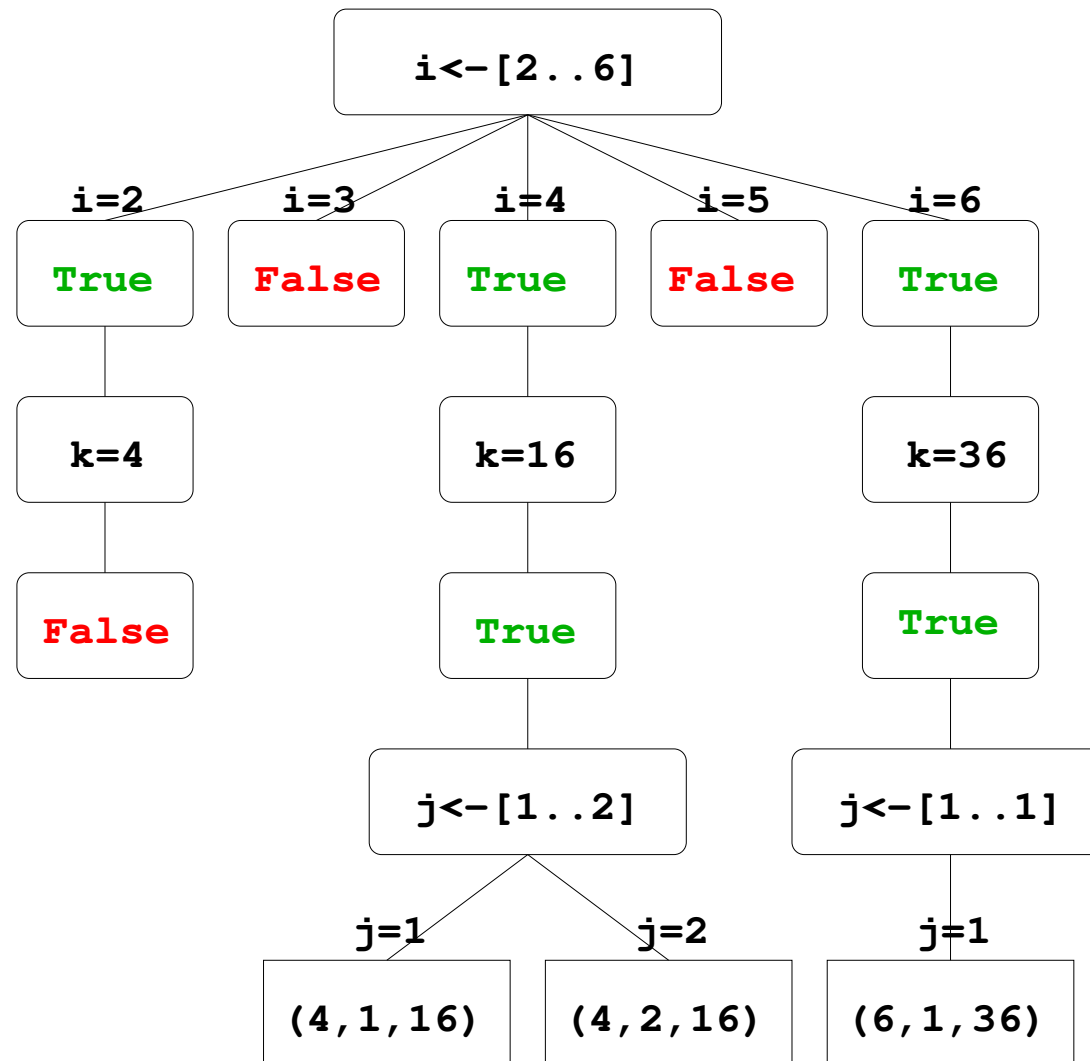 i<-[2..6]
i=2 i=3 i=4 i=5 i=6
True False True False True
k=4 k=16 k=36
False True True
j<-[1..2] j<-[1..1]
j=1 j=2 j=1
(4,1,16) (4,2,16) (6,1,36)